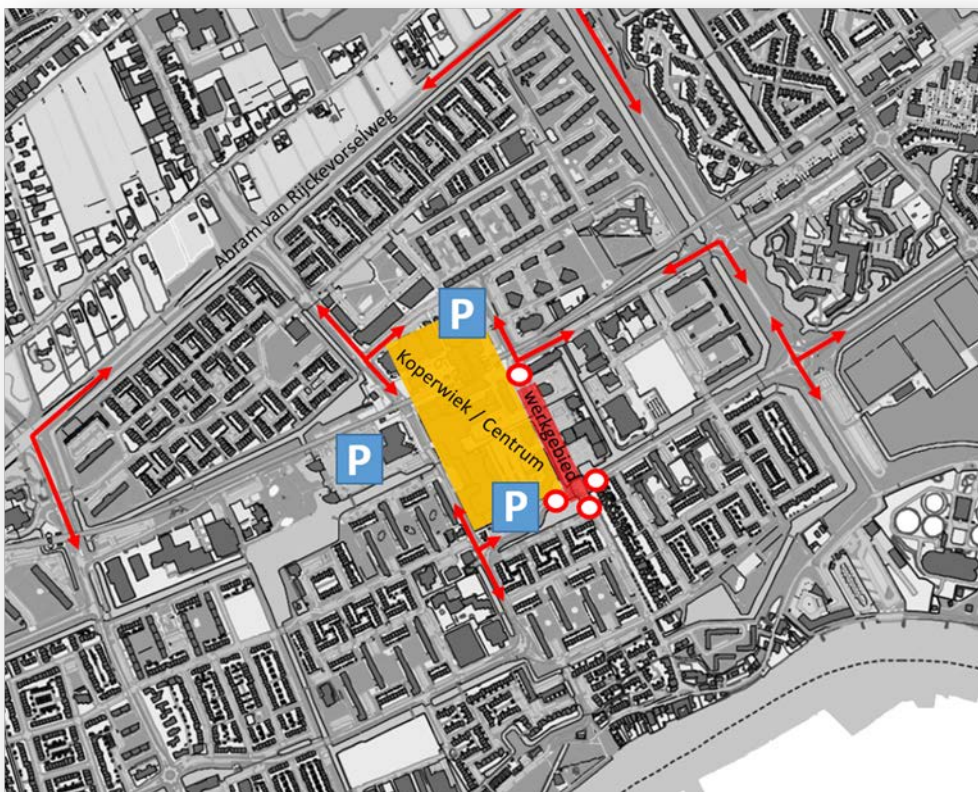 Abram van Rijckevorselweg
P
Koperwiek / Centrum
werkgebied
P
P